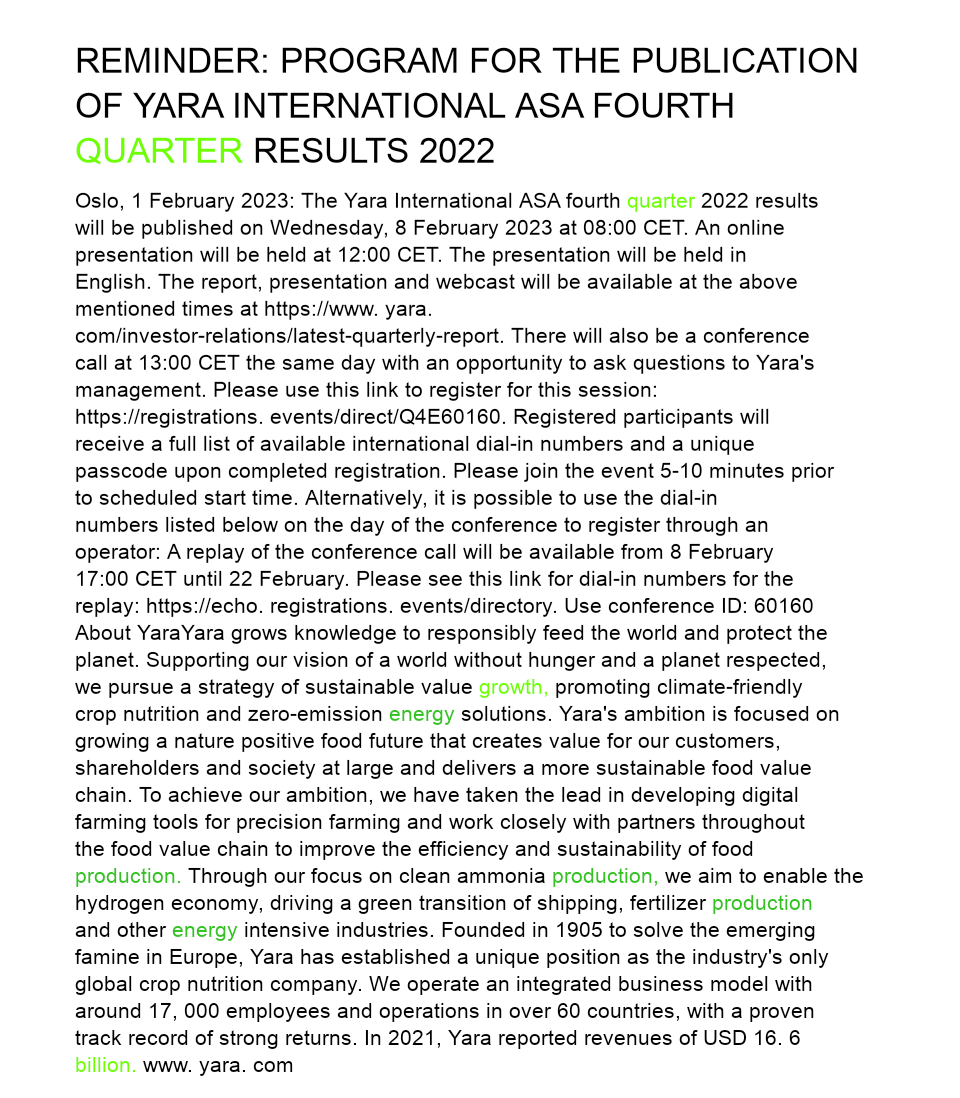 REMINDER: PROGRAM FOR THE PUBLICATION
OF YARA INTERNATIONAL ASA FOURTH
QUARTER RESULTS 2022
Oslo, 1 February 2023: The Yara International ASA fourth quarter 2022 results
will be published on Wednesday, 8 February 2023 at 08:00 CET. An online
presentation will be held at 12:00 CET. The presentation will be held in
English. The report, presentation and webcast will be available at the above
mentioned times at https://www. yara.
com/investor-relations/latest-quarterly-report. There will also be a conference
call at 13:00 CET the same day with an opportunity to ask questions to Yara's
management. Please use this link to register for this session:
https://registrations. events/direct/Q4E60160. Registered participants will
receive a full list of available international dial-in numbers and a unique
passcode upon completed registration. Please join the event 5-10 minutes prior
to scheduled start time. Alternatively, it is possible to use the dial-in
numbers listed below on the day of the conference to register through an
operator: A replay of the conference call will be available from 8 February
17:00 CET until 22 February. Please see this link for dial-in numbers for the
replay: https://echo. registrations. events/directory. Use conference ID: 60160
About YaraYara grows knowledge to responsibly feed the world and protect the
planet. Supporting our vision of a world without hunger and a planet respected,
we pursue a strategy of sustainable value growth, promoting climate-friendly
crop nutrition and zero-emission energy solutions. Yara's ambition is focused on
growing a nature positive food future that creates value for our customers,
shareholders and society at large and delivers a more sustainable food value
chain. To achieve our ambition, we have taken the lead in developing digital
farming tools for precision farming and work closely with partners throughout
the food value chain to improve the efficiency and sustainability of food
production. Through our focus on clean ammonia production, we aim to enable the
hydrogen economy, driving a green transition of shipping, fertilizer production
and other energy intensive industries. Founded in 1905 to solve the emerging
famine in Europe, Yara has established a unique position as the industry's only
global crop nutrition company. We operate an integrated business model with
around 17, 000 employees and operations in over 60 countries, with a proven
track record of strong returns. In 2021, Yara reported revenues of USD 16. 6
billion. www. yara. com